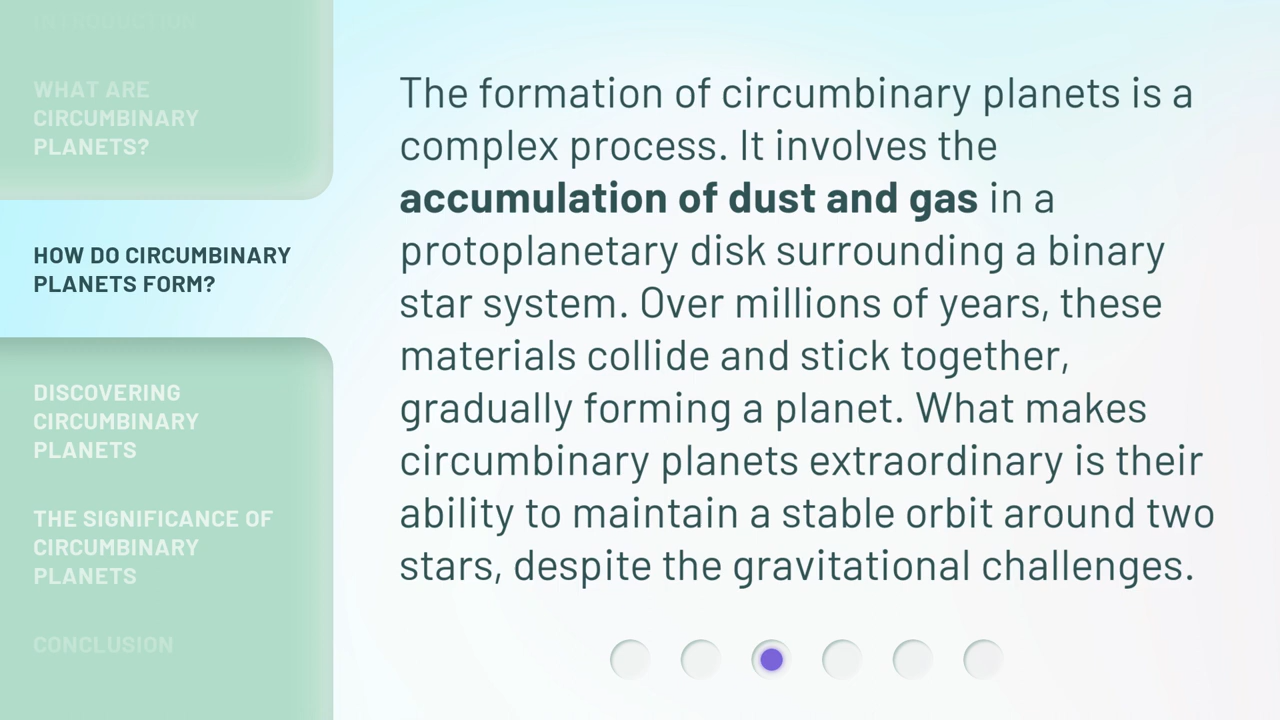 INTRODUCTION
WHAT ARE
CIRCUMBINARY
PLANETS?
HOW DO CIRCUMBINARY
PLANETS FORM?
DISCOVERING
CIRCUMBINARY
PLANETS
THE SIGNIFICANCE OF
CIRCUMBINARY
PLANETS
CONCLUSION
The formation of circumbinary planets is a
complex process. It involves the
accumulation of dust and gas in a
protoplanetary disk surrounding a binary
star system. Over millions of years, these
materials collide and stick together,
gradually forming a planet. What makes
circumbinary planets extraordinary is their
ability to maintain a stable orbit around two
stars, despite the gravitational challenges.